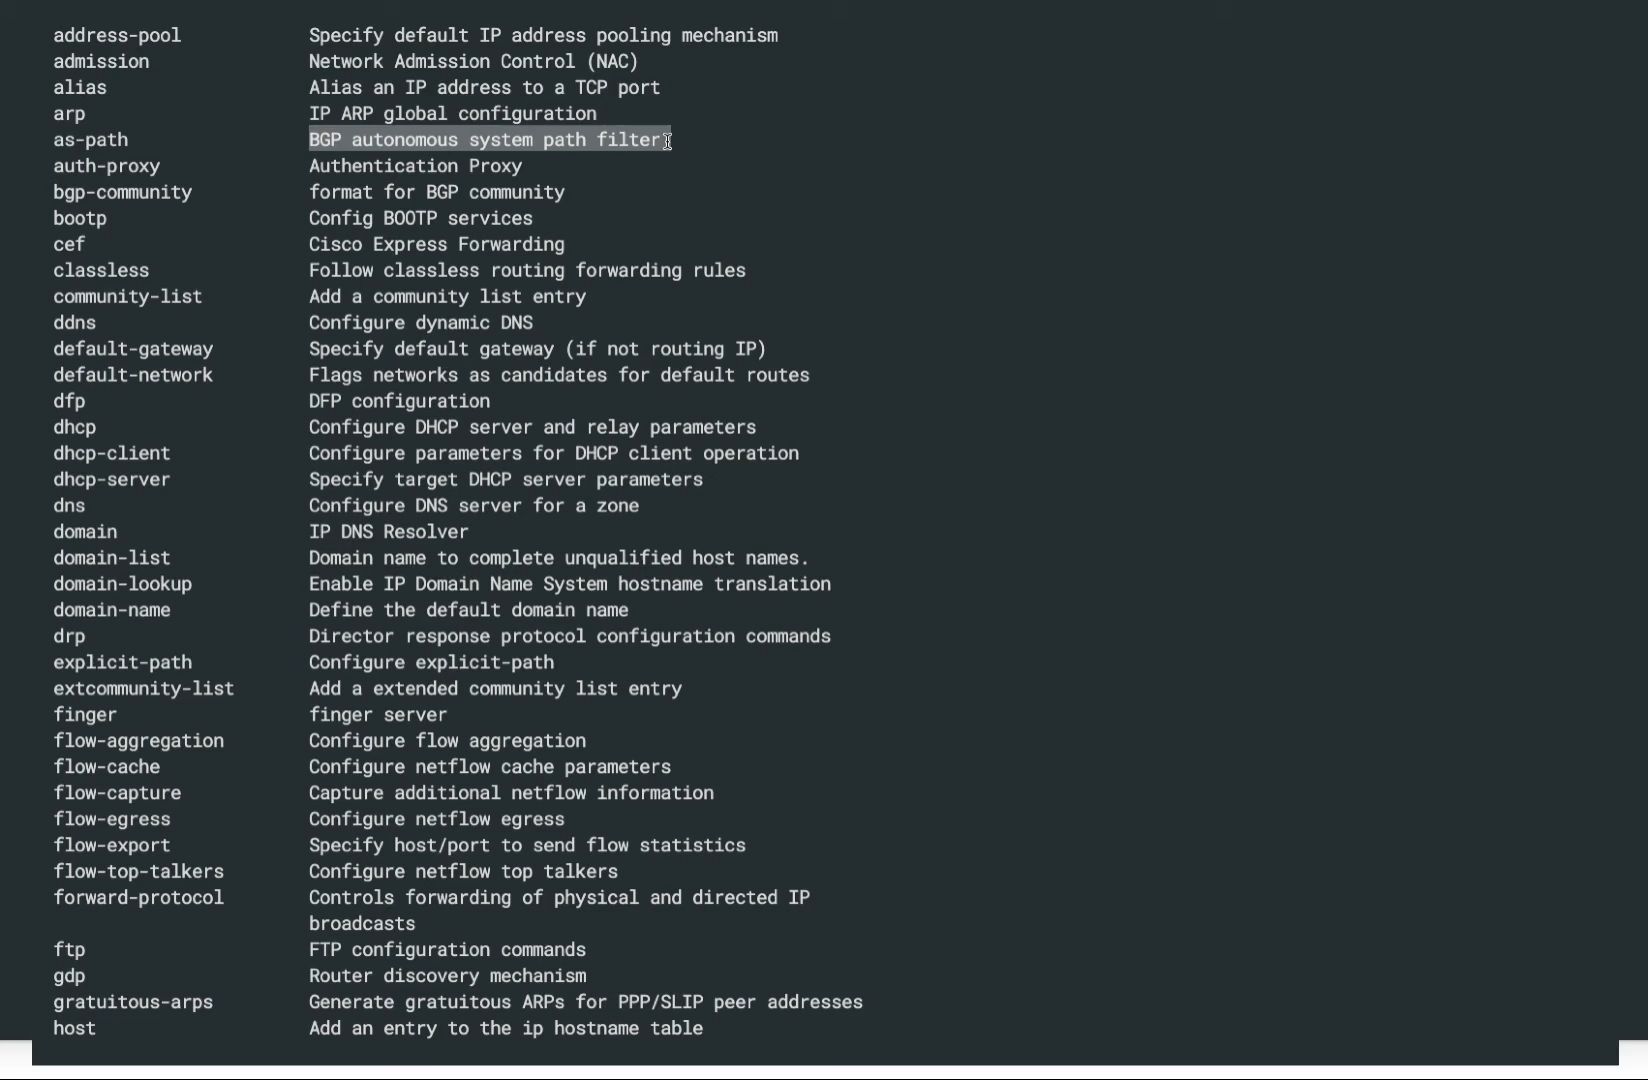 address-pool Specify default IP address pooling mechanism
admission Network Admission Control (NAC)
alias Alias an IP address to a TCP port
arp IP ARP global configuration
as-path BGP autonomous system path filter
auth-proxy Authentication Proxy
bgp-community format for BGP community
bootp Config BOOTP services
cef Cisco Express Forwarding
classless Follow classless routing forwarding rules
community-list Add a community list entry
ddns Configure dynamic DNS
default-gateway Specify default gateway (if not routing IP)
default-network Flags networks as candidates for default routes
dfp DFP configuration
dhcp Configure DHCP server and relay parameters
dhcp-client Configure parameters for DHCP client operation
dhcp-server Specify target DHCP server parameters
dns Configure DNS server for a zone
domain IP DNS Resolver
domain-list Domain name to complete unqualified host names.
domain-lookup Enable IP Domain Name System hostname translation
domain-name Define the default domain name
drp Director response protocol configuration commands
explicit-path Configure explicit-path
extcommunity-list Add a extended community list entry
finger finger server
flow-aggregation Configure flow aggregation
flow-cache Configure netflow cache parameters
flow-capture Capture additional netflow information
flow-egress Configure netflow egress
flow-export Specify host/port to send flow statistics
flow-top-talkers Configure netflow top talkers
forward-protocol Controls forwarding of physical and directed IP
broadcasts
ftp FTP configuration commands
gdp Router discovery mechanism
gratuitous-arps Generate gratuitous ARPs for PPP/SLIP peer addresses
host Add an entry to the ip hostname table